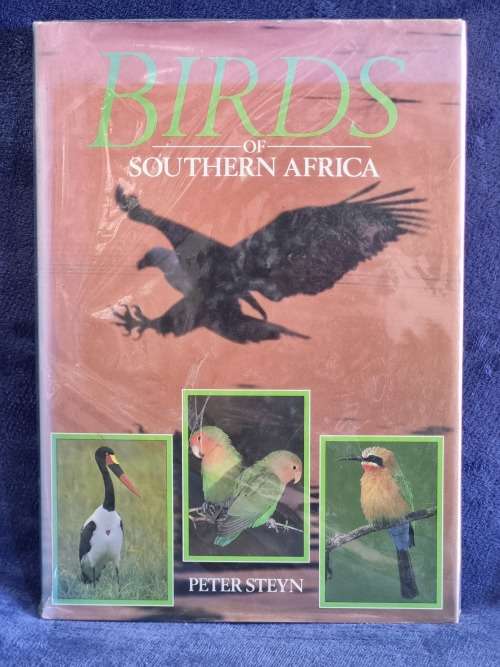 BIRDS
OF
SOUTHERN AFRICA
PETER STEYN